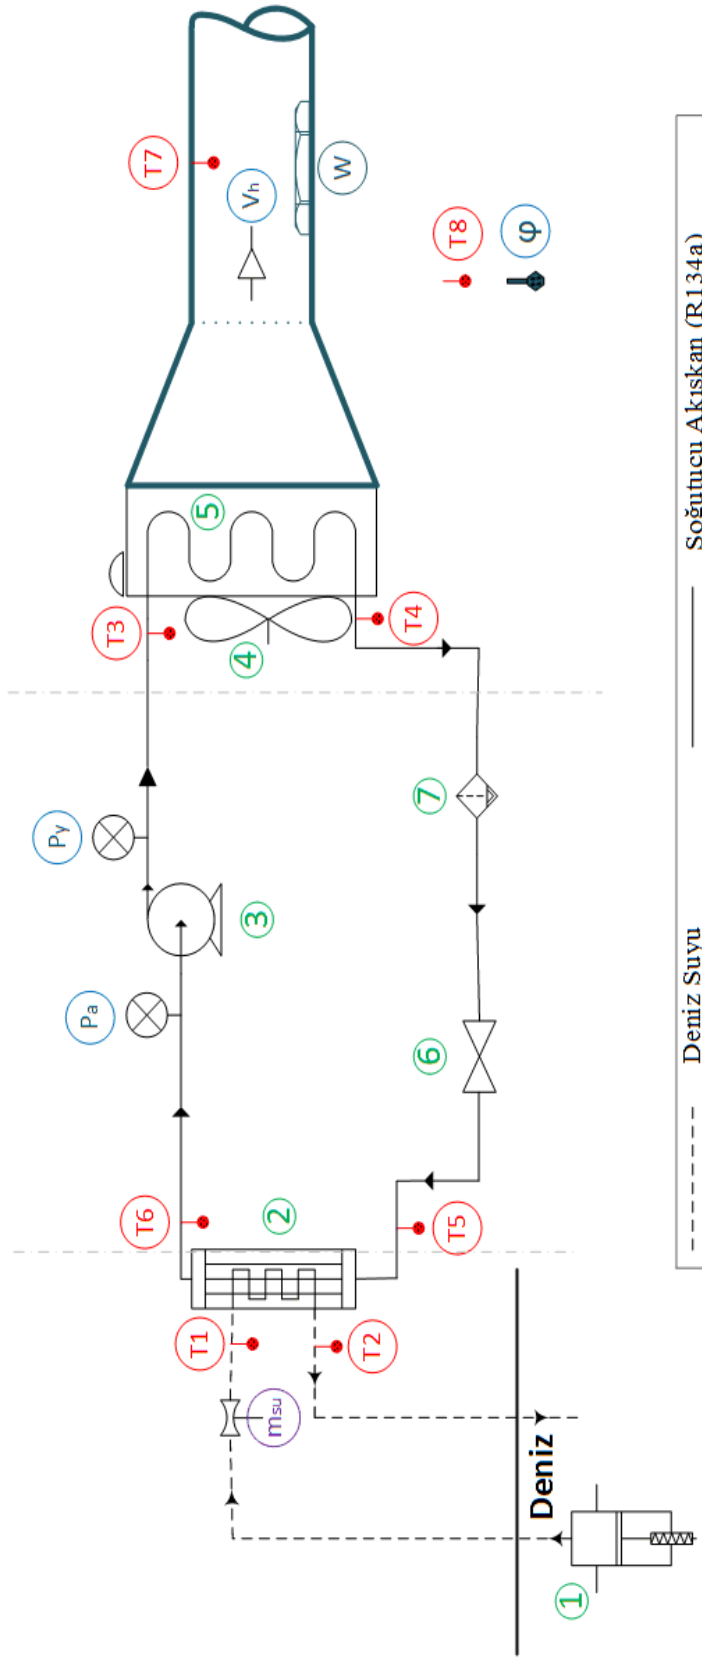 T7
Vh
W
T8
φ
5
T3
T4
4
Py
7
3
Pa
6
T6
2
T5
T1
T2
msu
Deniz
1
Deniz Suyu
Soğutucu Akışkan (R134a)